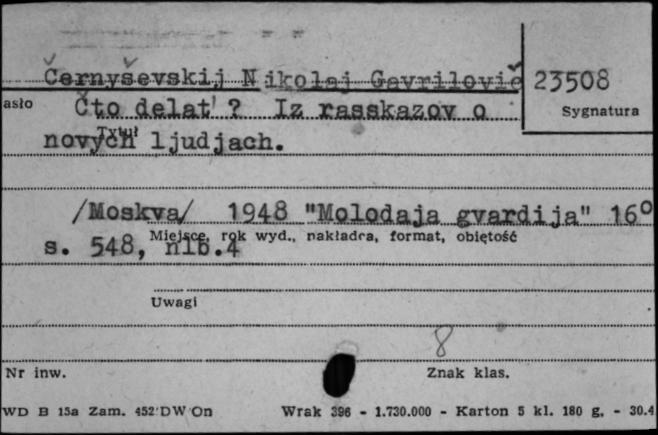 Černyševskij Nikolaj Gavrilovič 23508
asło Čto delat' ? Iz rasskazov o Sygnatura
Tytuł
novych ljudjach.
/Moskva/ 1948 "Molodaja gvardija" 16°
Miejsce, rok wyd., nakładca, format, objętość
s. 548, nlb.4
Uwagi
8
Nr inw. Znak klas.
WD B 15a Zam. 452 DW On Wrak 396 - 1.730.000 - Karton 5 kl. 180 g. - 30.4